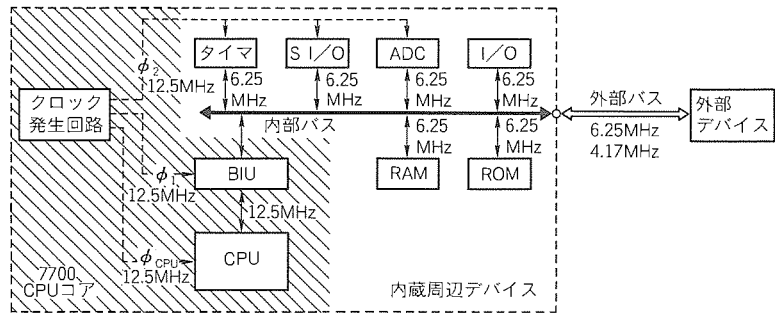 タイマ
S I/O
ADC
I/O
ϕ2
12.5MHz
6.25
MHz
6.25
MHz
6.25
MHz
6.25
MHz
クロック
発生回路
内部バス
外部バス
6.25MHz
4.17MHz
外部
デバイス
6.25
MHz
6.25
MHz
ϕ1
12.5MHz
BIU
RAM
ROM
12.5MHz
ϕCPU
12.5MHz
CPU
7700
CPUコア
内蔵周辺デバイス